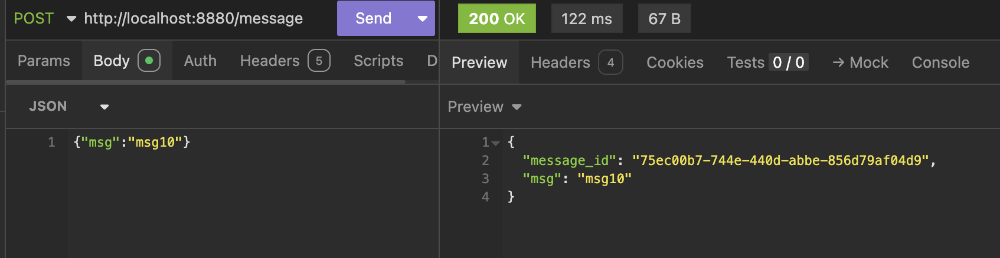 POST http://localhost:8880/message Send
200 OK 122 ms 67 B
Params Body Auth Headers 5 Scripts D
Preview Headers 4 Cookies Tests 0 / 0 → Mock Console
JSON
Preview
1 {"msg":"msg10"}
1 {
2 "message_id": "75ec00b7-744e-440d-abbe-856d79af04d9",
3 "msg": "msg10"
4 }